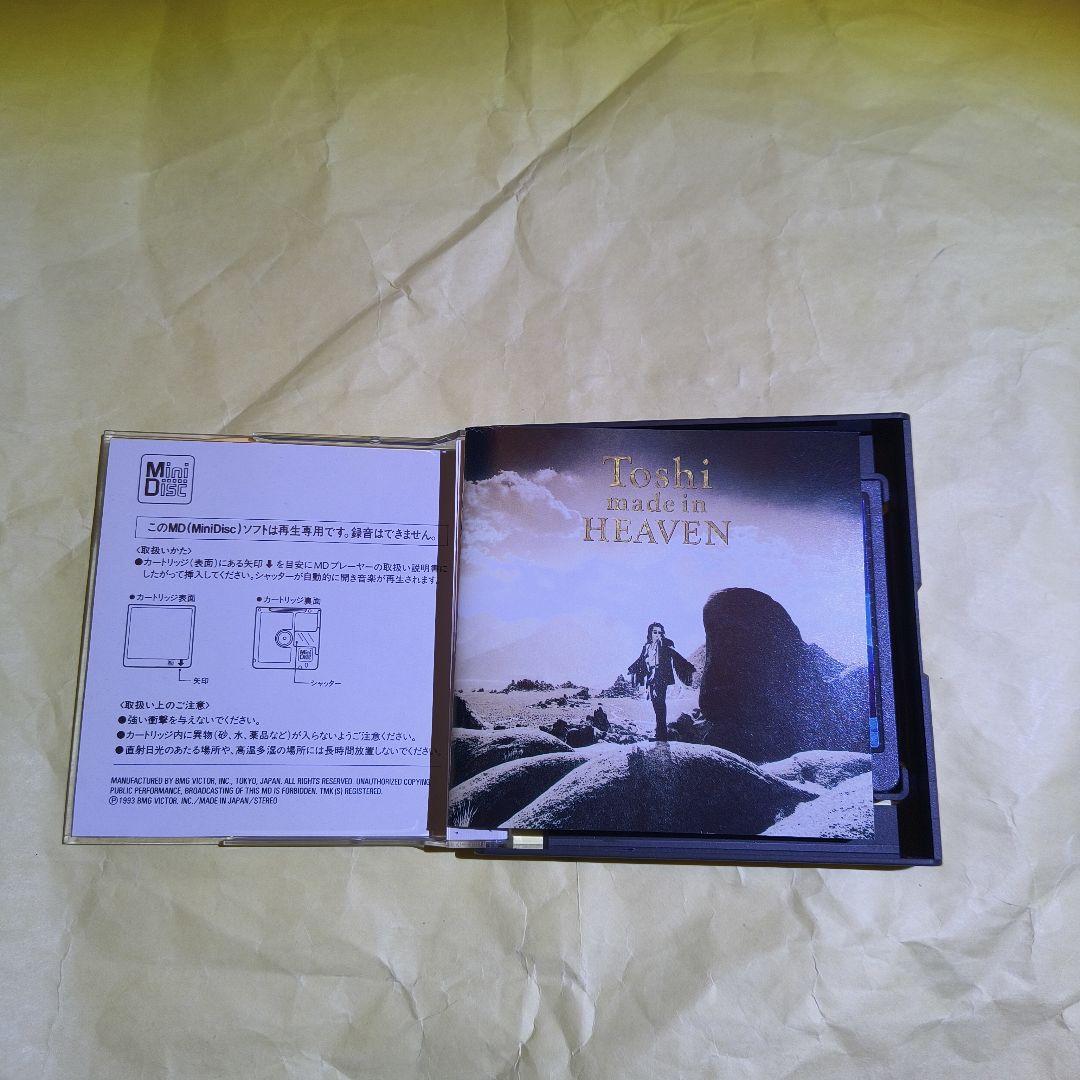 Mini
Disc
このMD(MiniDisc)ソフトは再生専用です。録音はできません。
〈取扱いかた〉
●カートリッジ(表面)にある矢印⬇を目安にMDプレーヤーの取扱い説明書に
したがって挿入してください。シャッターが自動的に開き音楽が再生されます。
●カートリッジ表面
●カートリッジ裏面
矢印
シャッター
〈取扱い上のご注意〉
●強い衝撃を与えないでください。
●カートリッジ内に異物(砂、水、薬品など)が入らないようご注意ください。
●直射日光のあたる場所や、高温多湿の場所には長時間放置しないでください。
MANUFACTURED BY BMG VICTOR, INC., TOKYO, JAPAN. ALL RIGHTS RESERVED. UNAUTHORIZED COPYING
PUBLIC PERFORMANCE, BROADCASTING OF THIS MD IS FORBIDDEN. TMK (S) REGISTERED.
Ⓟ1993 BMG VICTOR, INC./MADE IN JAPAN/STEREO
Toshi
made in
HEAVEN